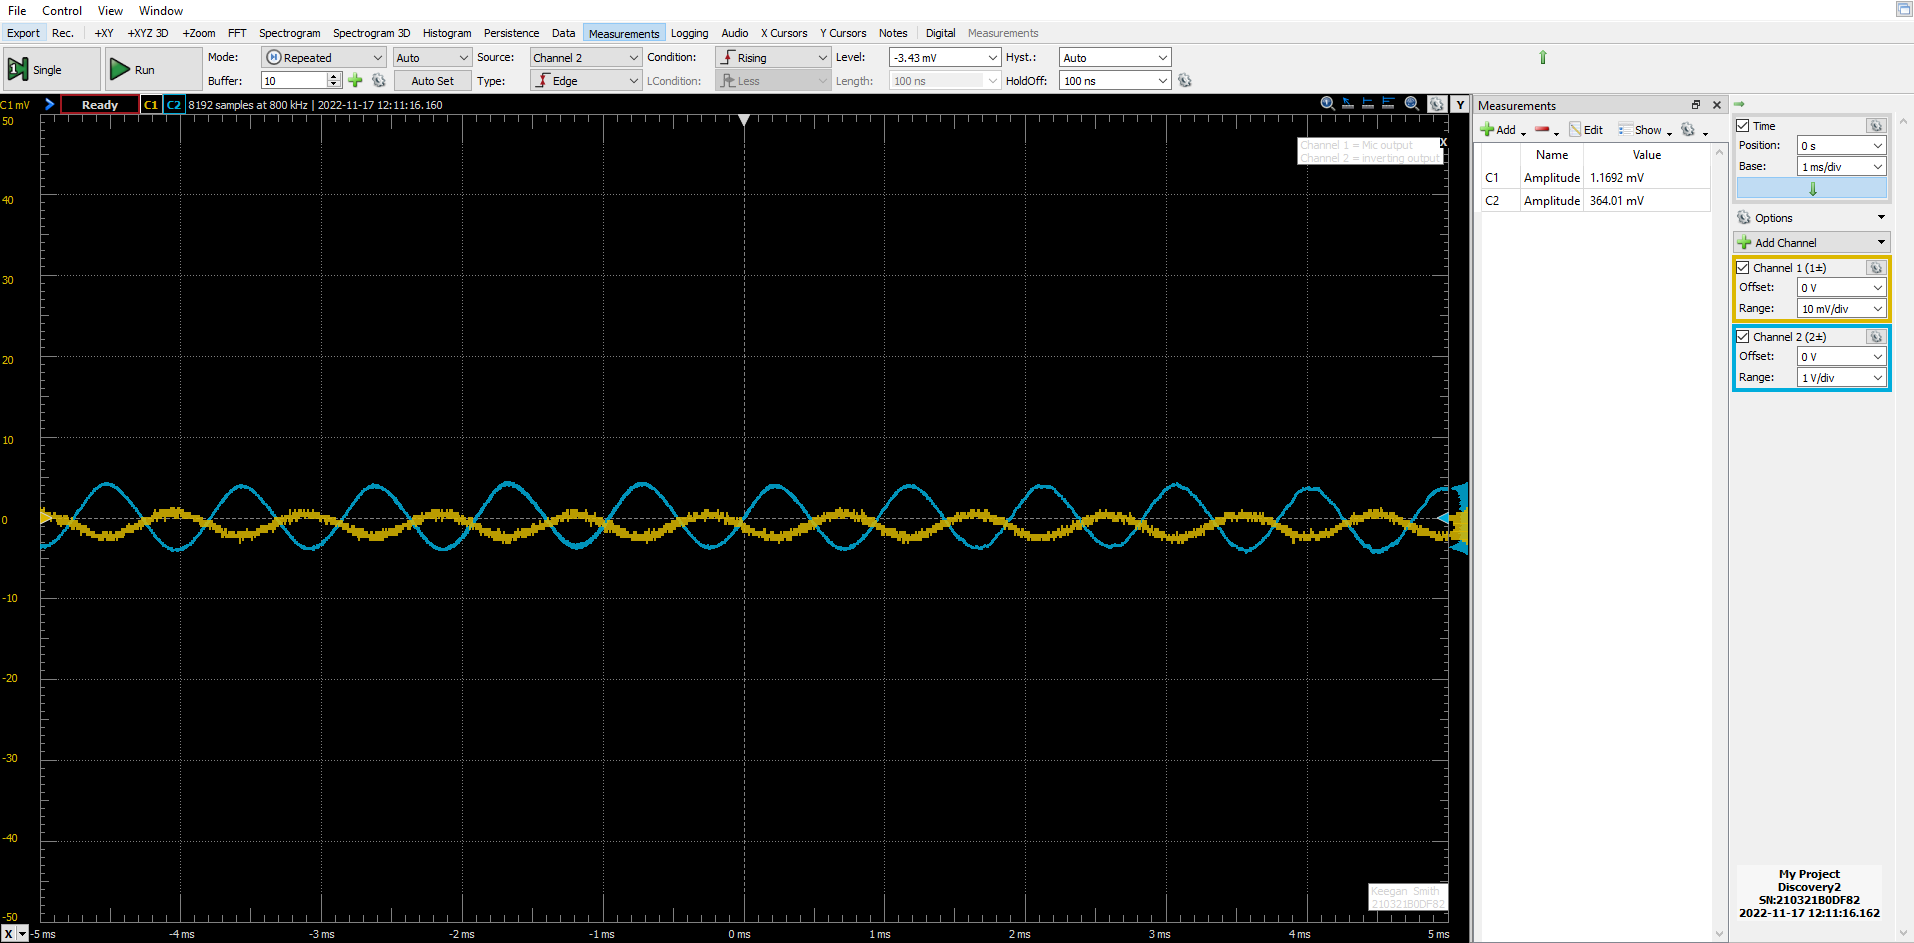 File Control View Window
Export Rec. +XY +XYZ 3D +Zoom FFT Spectrogram Spectrogram 3D Histogram Persistence Data Measurements Logging Audio X Cursors Y Cursors Notes Digital Measurements
Single Run Mode: Repeated Auto Source: Channel 2 Condition: Rising Level: -3.43 mV Hyst.: Auto
Buffer: 10 Auto Set Type: Edge LCondition: Less Length: 100 ns HoldOff: 100 ns
C1 mV Ready C1 C2 8192 samples at 800 kHz | 2022-11-17 12:11:16.160 Y
50
40
30
20
10
0
-10
-20
-30
-40
-50
Channel 1 = Mic output X
Channel 2 = inverting output
Keegan Smith
210321B0DF82
X -5 ms -4 ms -3 ms -2 ms -1 ms 0 ms 1 ms 2 ms 3 ms 4 ms 5 ms
Measurements
Add Edit Show
Name Value
C1 Amplitude 1.1692 mV
C2 Amplitude 364.01 mV
Time
Position: 0 s
Base: 1 ms/div
Options
Add Channel
Channel 1 (1±)
Offset: 0 V
Range: 10 mV/div
Channel 2 (2±)
Offset: 0 V
Range: 1 V/div
My Project
Discovery2
SN:210321B0DF82
2022-11-17 12:11:16.162